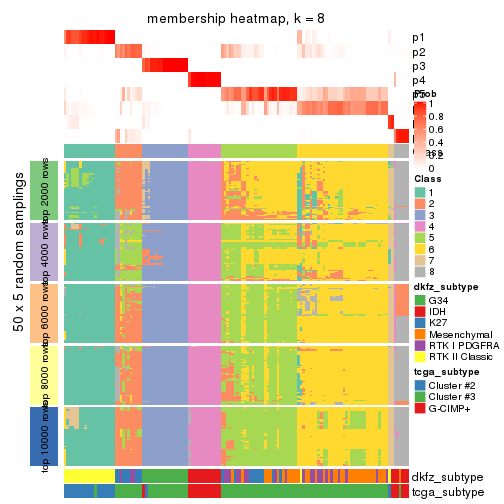 membership heatmap, k = 8
p1
p2
p3
p4
Prob
1
0.8
0.6
0.4
0.2
0
Class
1
2
3
4
5
6
7
8
dkfz_subtype
G34
IDH
K27
Mesenchymal
RTK I PDGFRA
RTK II Classic
tcga_subtype
Cluster #2
Cluster #3
G-CIMP+
50 x 5 random samplings
top 2000 rows
top 4000 rows
top 6000 rows
top 8000 rows
top 10000 rows
dkfz_subtype
tcga_subtype